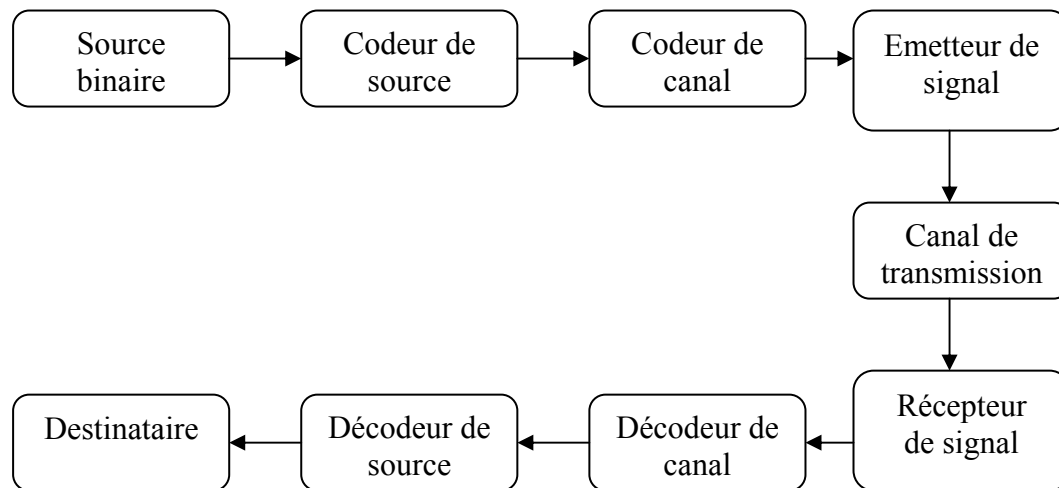 Source
binaire
Codeur de
source
Codeur de
canal
Emetteur de
signal
Canal de
transmission
Récepteur
de signal
Décodeur de
canal
Décodeur de
source
Destinataire